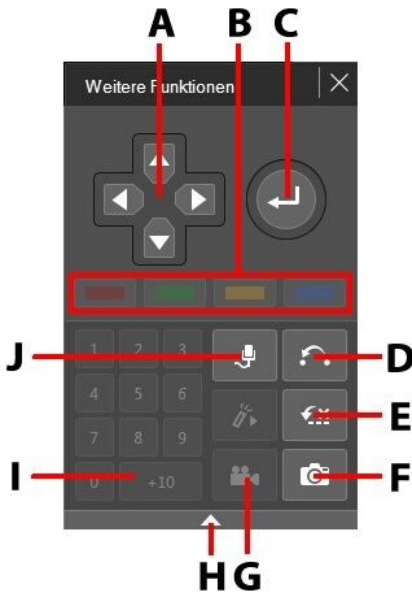 A B C
Weitere Funktionen
J 1 2 3 D
4 5 6 E
7 8 9
I 0 +10 F
H G